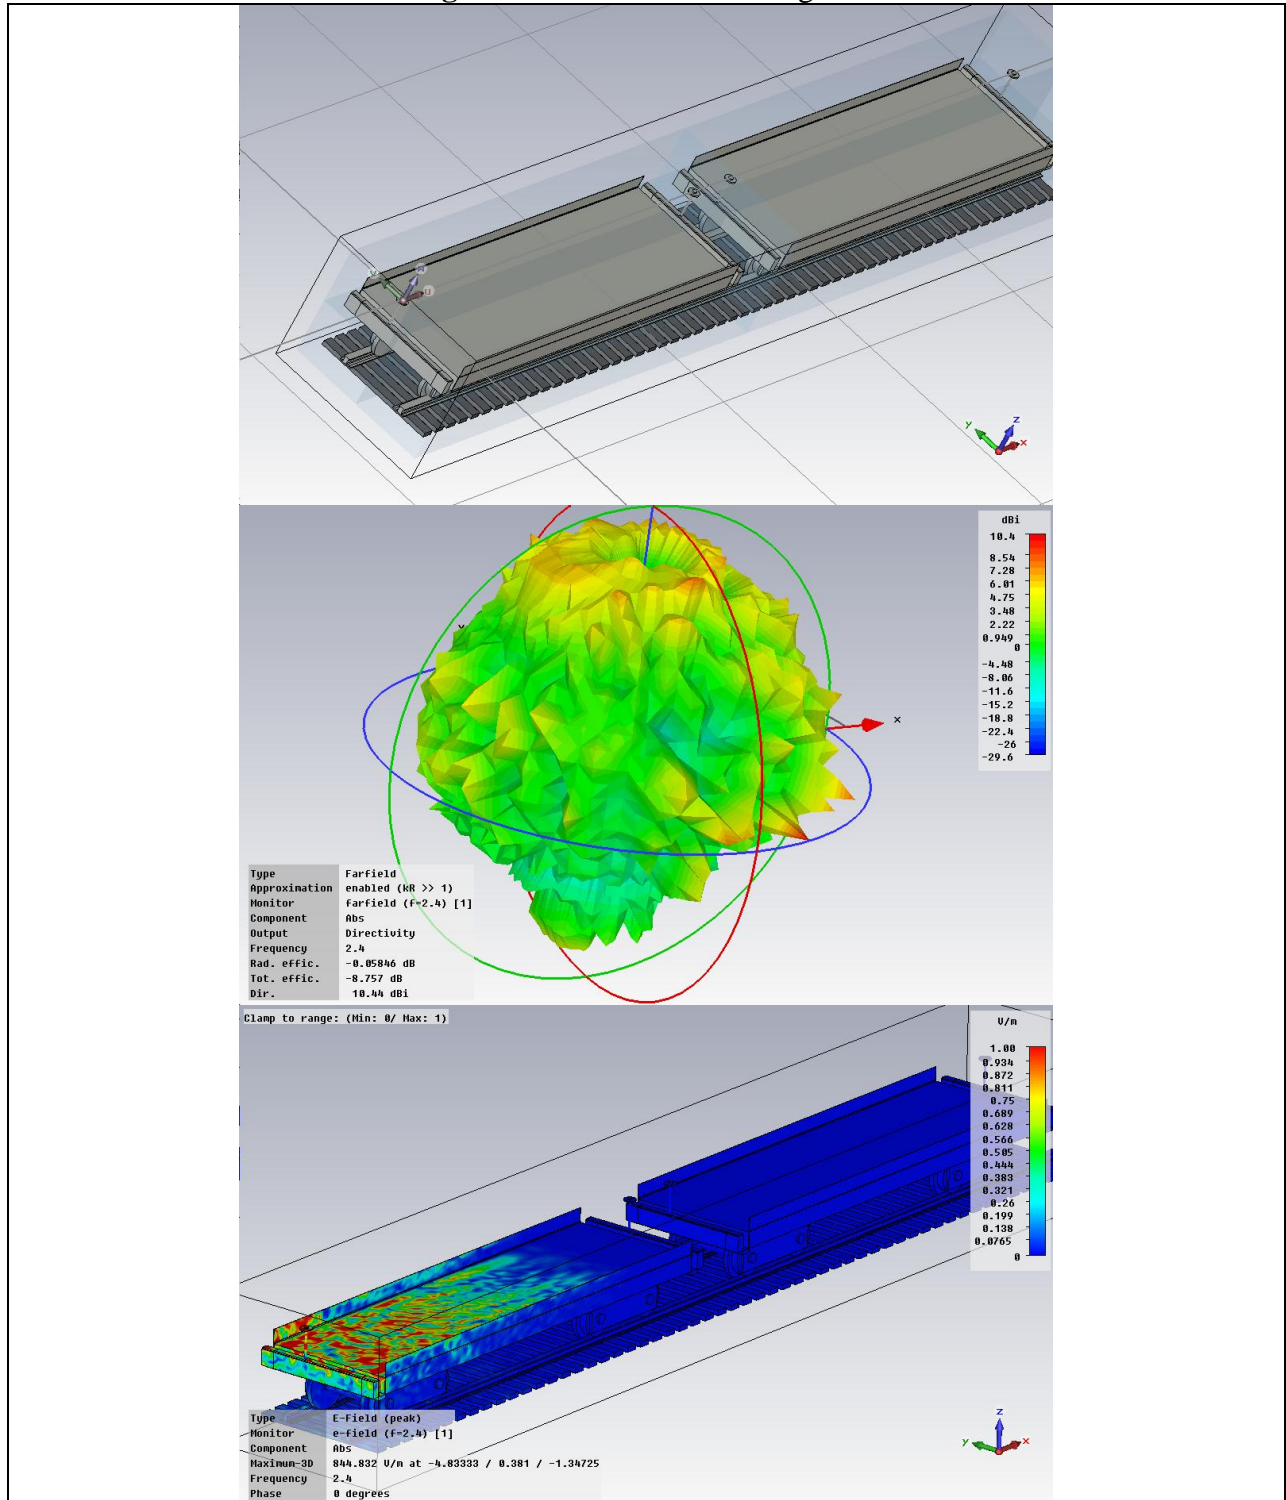 y
z
x
dBi
10.4
8.54
7.28
6.01
4.75
3.48
2.22
0.949
0
-4.48
-8.06
-11.6
-15.2
-18.8
-22.4
-26
-29.6
x
Type Farfield
Approximation enabled (kR >> 1)
Monitor farfield (f=2.4) [1]
Component Abs
Output Directivity
Frequency 2.4
Rad. effic. -0.05846 dB
Tot. effic. -8.757 dB
Dir. 10.44 dBi
Clamp to range: (Min: 0/ Max: 1)
V/m
1.00
0.934
0.872
0.811
0.75
0.689
0.628
0.566
0.505
0.444
0.383
0.321
0.26
0.199
0.138
0.0765
0
Type E-Field (peak)
Monitor e-field (f=2.4) [1]
Component Abs
Maximum-3D 844.832 V/m at -4.83333 / 0.381 / -1.34725
Frequency 2.4
Phase 0 degrees
z
y
x